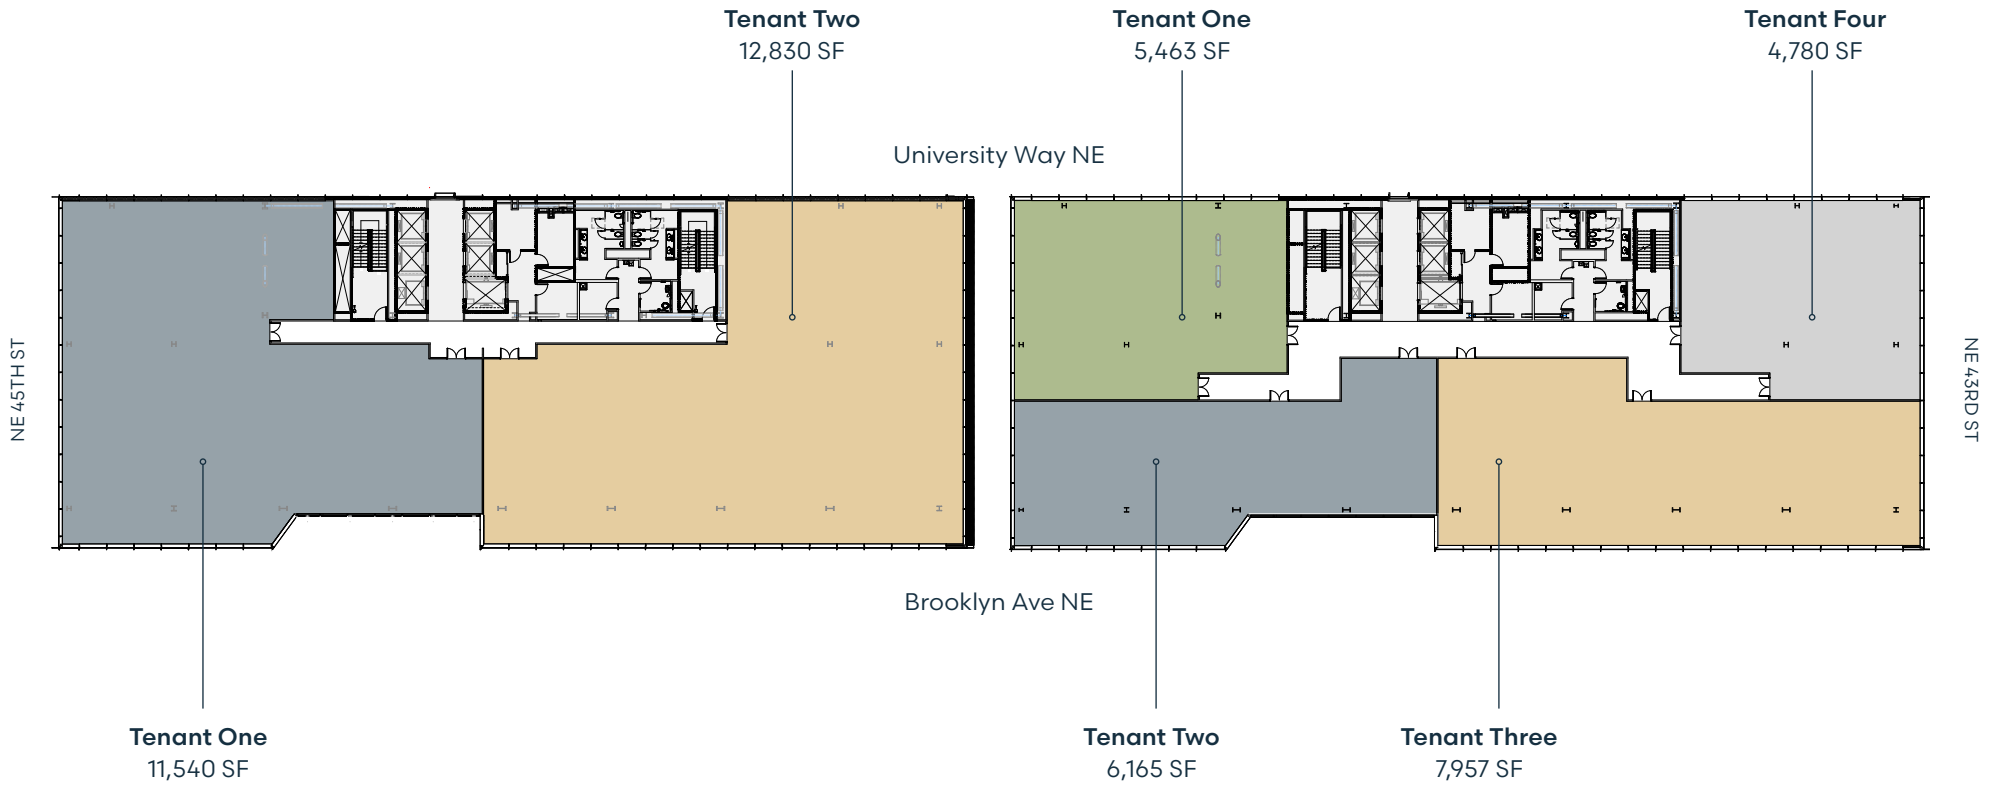 Tenant Two
12,830 SF
Tenant One
5,463 SF
Tenant Four
4,780 SF
University Way NE
NE 45TH ST
NE 43RD ST
Brooklyn Ave NE
Tenant One
11,540 SF
Tenant Two
6,165 SF
Tenant Three
7,957 SF